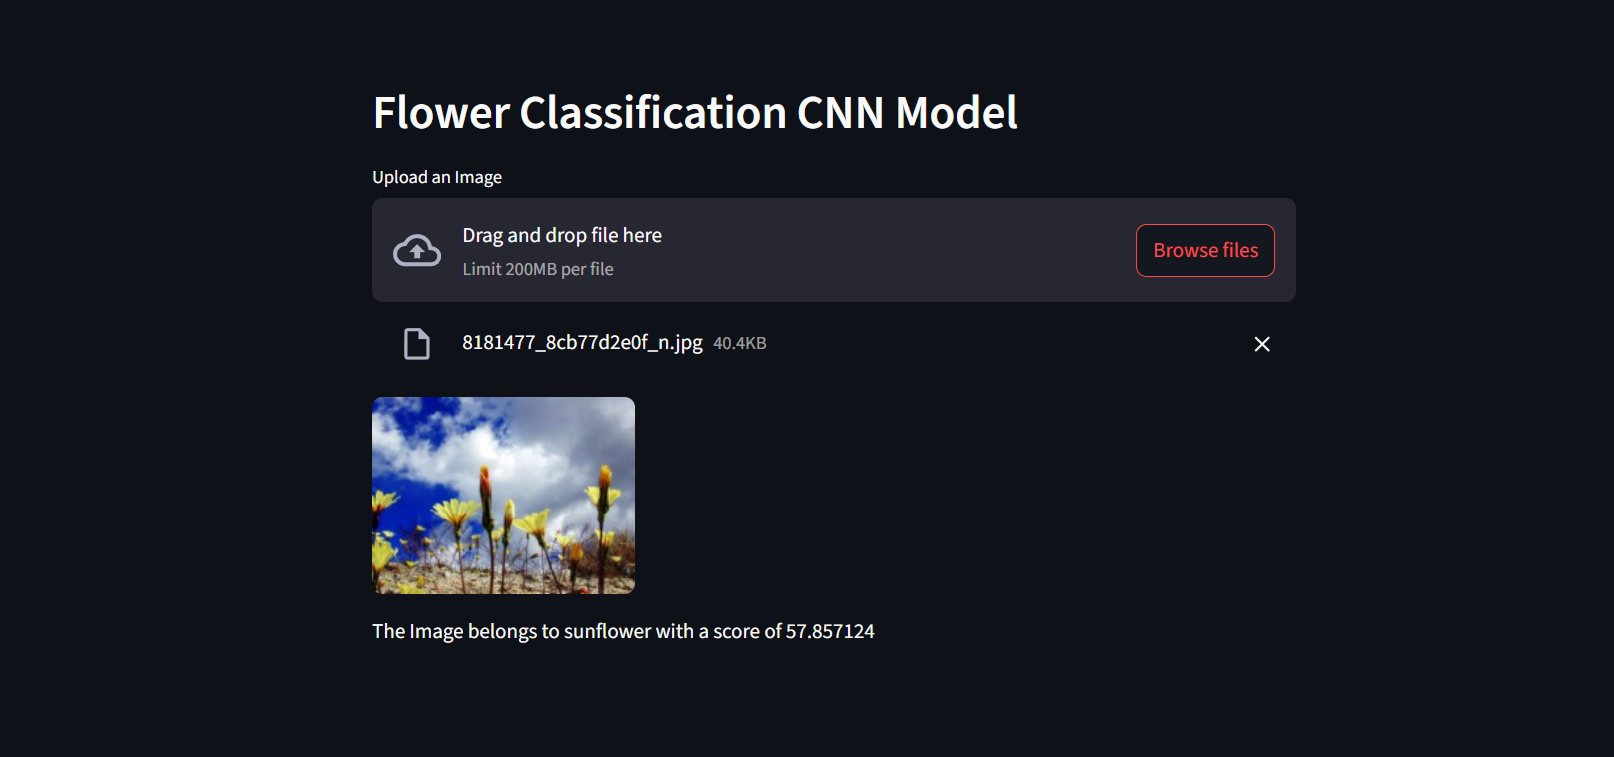 Flower Classification CNN Model
Upload an Image
Drag and drop file here
Limit 200MB per file
Browse files
8181477_8cb77d2e0f_n.jpg 40.4KB
The Image belongs to sunflower with a score of 57.857124